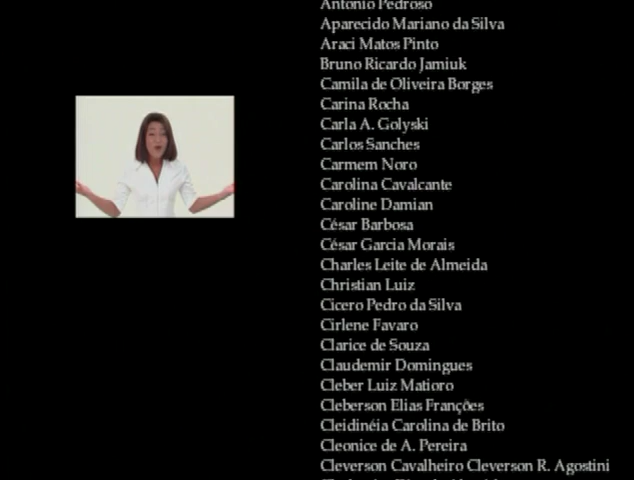 Antonio Pedroso
Aparecido Mariano da Silva
Araci Matos Pinto
Bruno Ricardo Jamiuk
Camila de Oliveira Borges
Carina Rocha
Carla A. Golyski
Carlos Sanches
Carmem Noro
Carolina Cavalcante
Caroline Damian
César Barbosa
César Garcia Morais
Charles Leite de Almeida
Christian Luiz
Cicero Pedro da Silva
Cirlene Favaro
Clarice de Souza
Claudemir Domingues
Cleber Luiz Matioro
Cleberson Elias Franções
Cleidinéia Carolina de Brito
Cleonice de A. Pereira
Cleverson Cavalheiro Cleverson R. Agostini